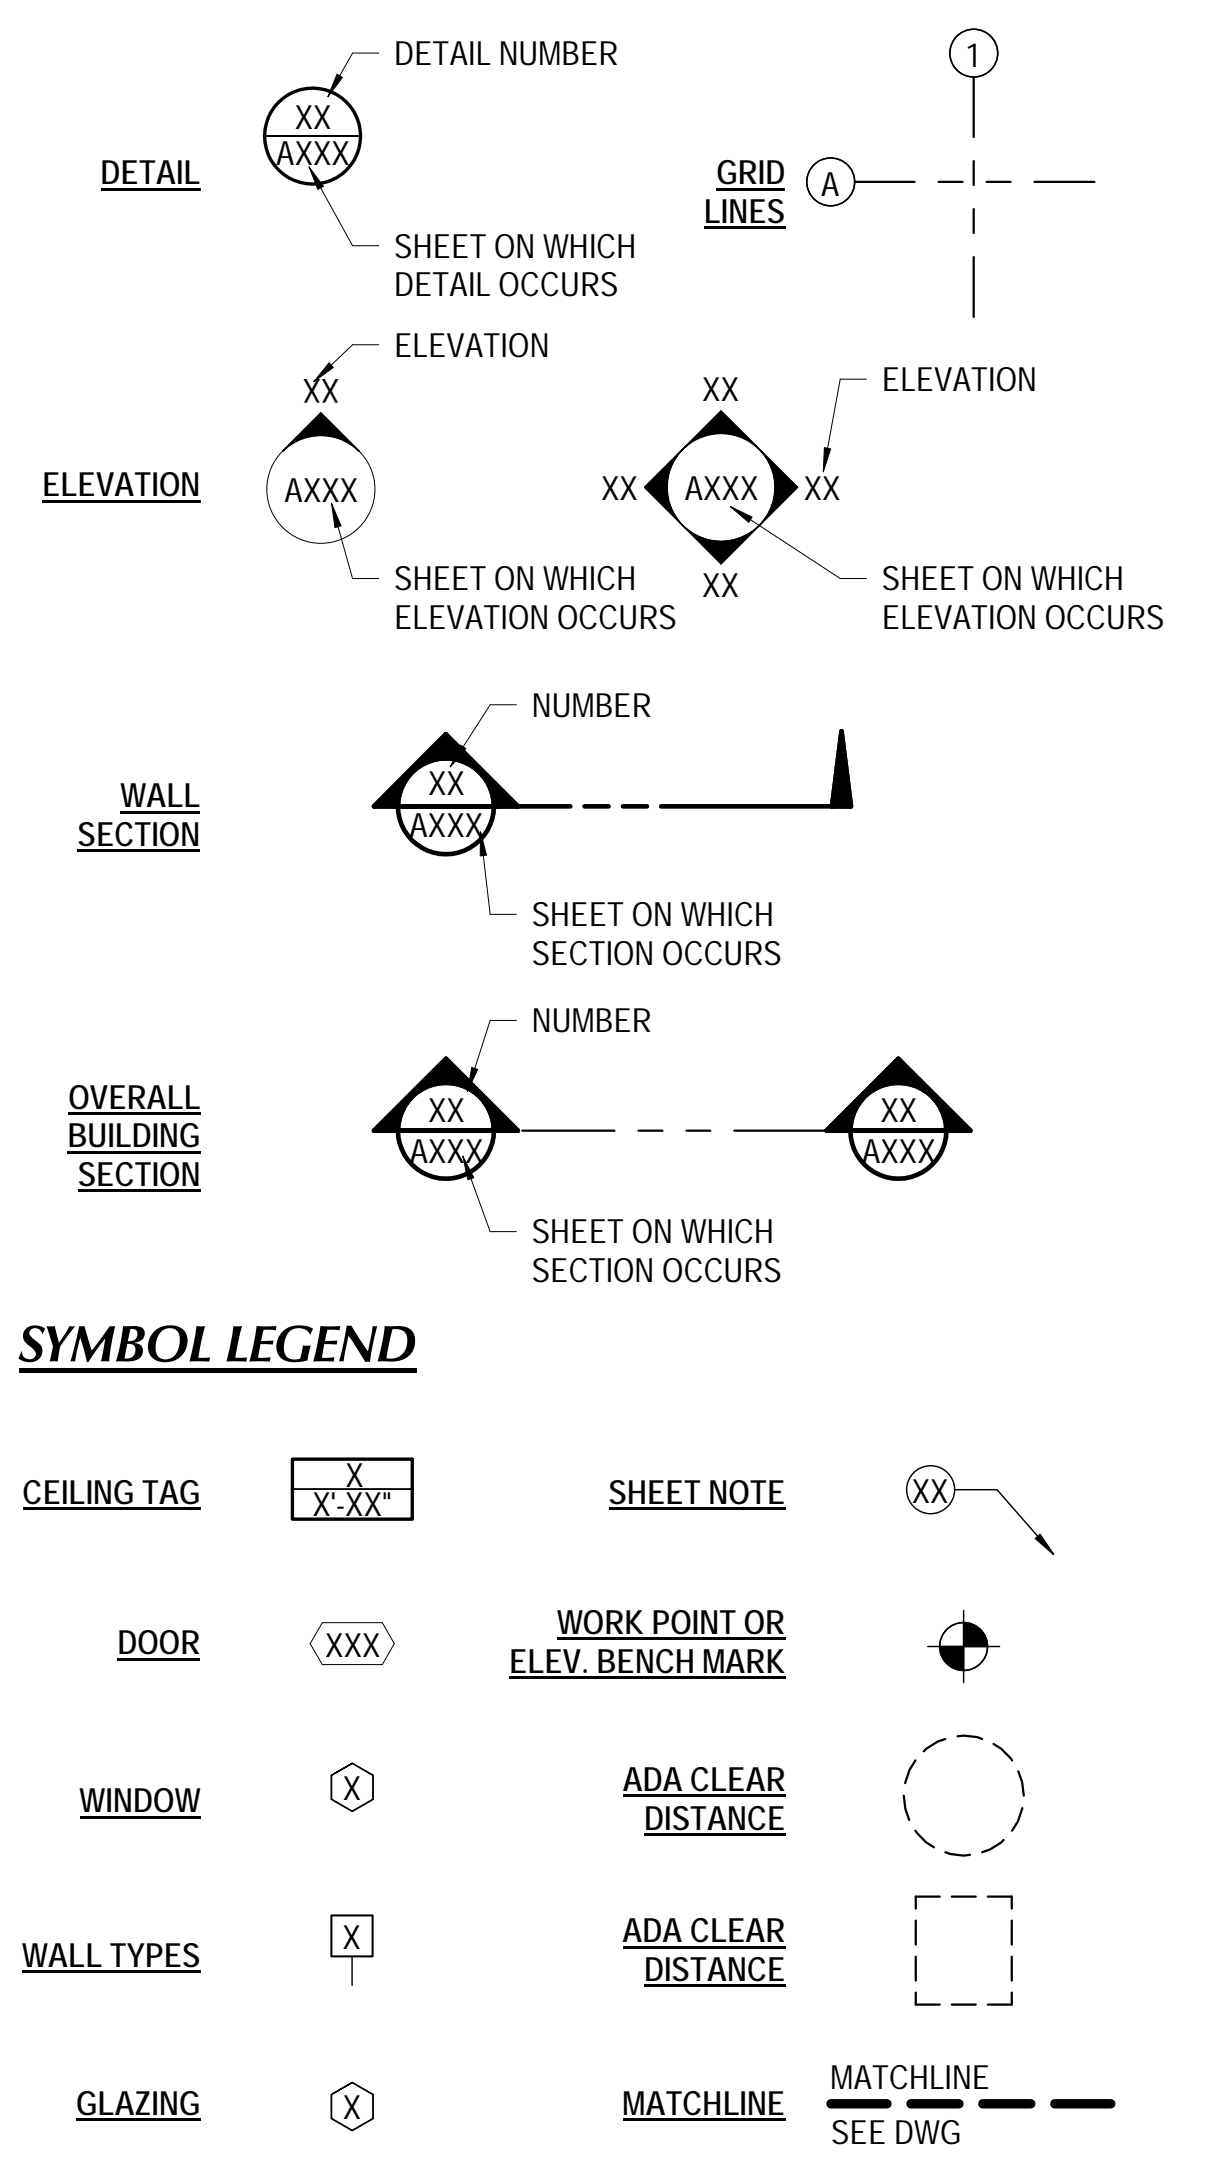 DETAIL NUMBER
XX
AXXX
DETAIL
SHEET ON WHICH
DETAIL OCCURS
1
GRID
LINES
A
ELEVATION
XX
AXXX
ELEVATION
SHEET ON WHICH
ELEVATION OCCURS
XX
ELEVATION
XX
AXXX
XX
XX
SHEET ON WHICH
ELEVATION OCCURS
NUMBER
XX
AXXX
WALL
SECTION
SHEET ON WHICH
SECTION OCCURS
NUMBER
OVERALL
BUILDING
SECTION
XX
AXXX
XX
AXXX
SHEET ON WHICH
SECTION OCCURS
SYMBOL LEGEND
CEILING TAG
X
X'-XX"
SHEET NOTE
XX
DOOR
XXX
WORK POINT OR
ELEV. BENCH MARK
WINDOW
X
ADA CLEAR
DISTANCE
WALL TYPES
X
ADA CLEAR
DISTANCE
GLAZING
X
MATCHLINE
MATCHLINE
SEE DWG